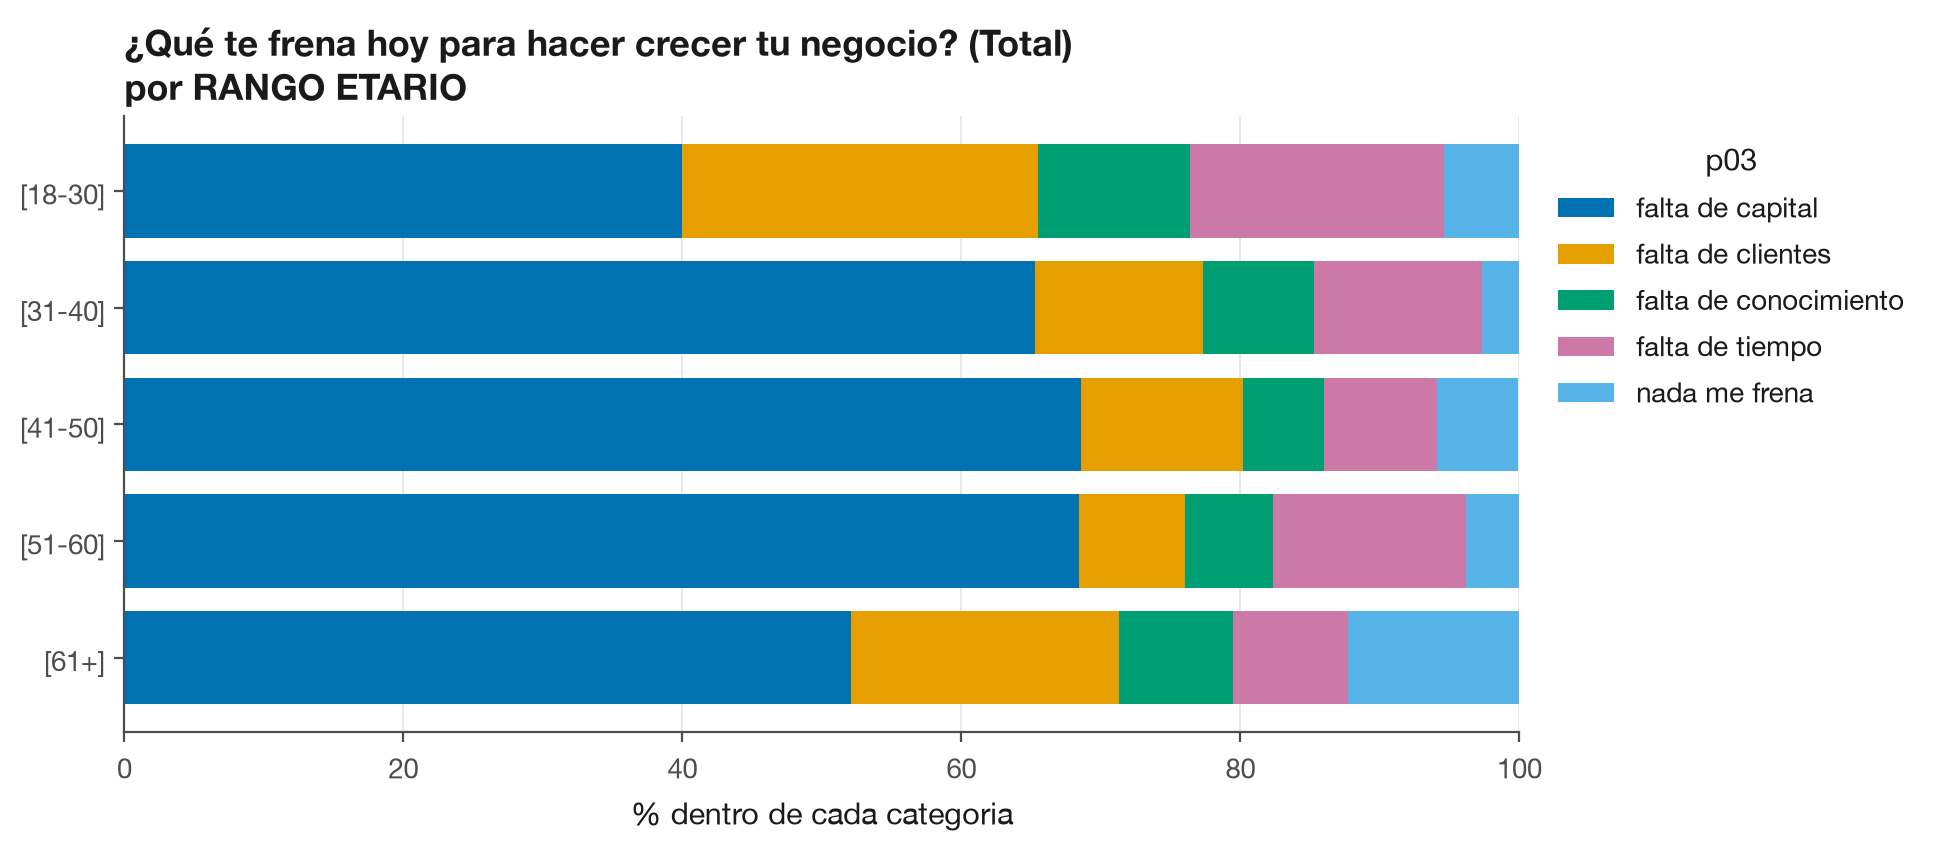 ¿Qué te frena hoy para hacer crecer tu negocio? (Total)
por RANGO ETARIO
[18-30]
[31-40]
[41-50]
[51-60]
[61+]
0
20
40
60
80
100
% dentro de cada categoria
p03
falta de capital
falta de clientes
falta de conocimiento
falta de tiempo
nada me frena